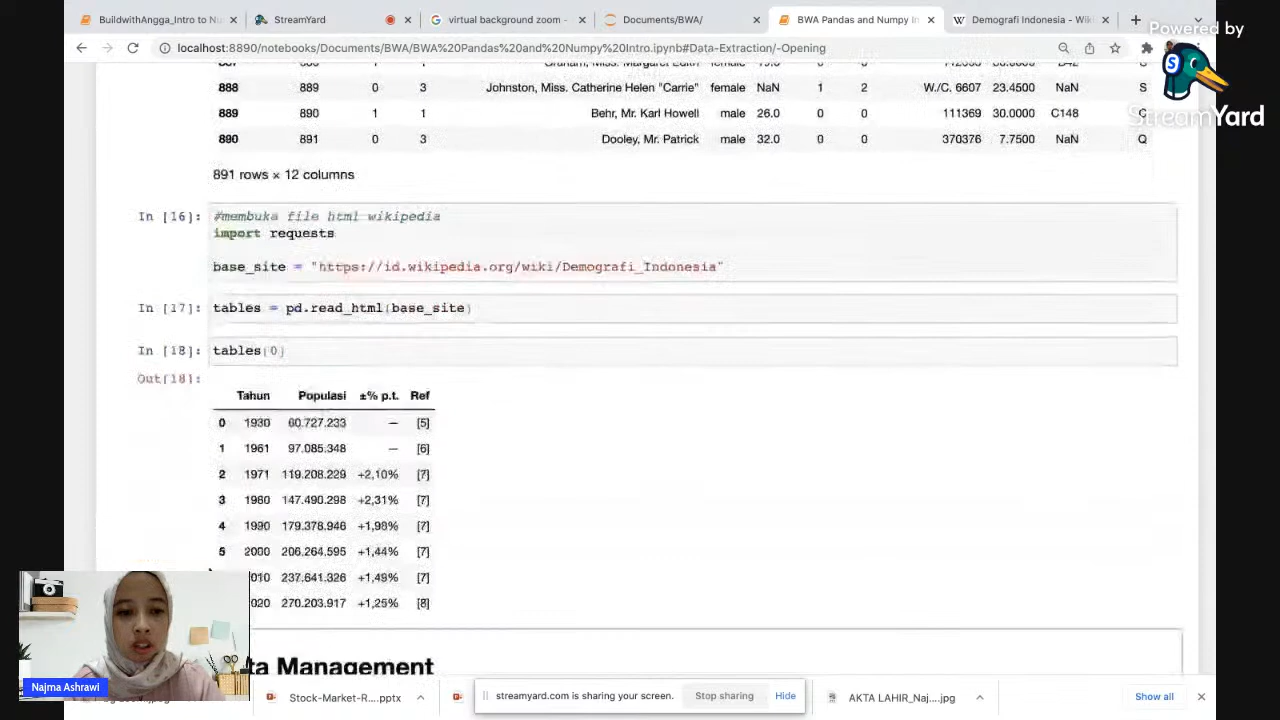 BuildwithAngga_Intro to Nu
StreamYard
virtual background zoom -
Documents/BWA/
BWA Pandas and Numpy In
Demografi Indonesia - Wiki
Powered by
StreamYard
localhost:8890/notebooks/Documents/BWA/BWA%20Pandas%20and%20Numpy%20Intro.ipynb#Data-Extraction/-Opening
888 889 0 3 Johnston, Miss. Catherine Helen "Carrie" female NaN 1 2 W./C. 6607 23.4500 NaN S
889 890 1 1 Behr, Mr. Karl Howell male 26.0 0 0 111369 30.0000 C148 C
890 891 0 3 Dooley, Mr. Patrick male 32.0 0 0 370376 7.7500 NaN Q
891 rows × 12 columns
In [16]: #membuka file html wikipedia
import requests
base_site = "https://id.wikipedia.org/wiki/Demografi_Indonesia"
In [17]: tables = pd.read_html(base_site)
In [18]: tables[0]
Out[18]:
Tahun Populasi ±% p.t. Ref
0 1930 60.727.233 — [5]
1 1961 97.085.348 — [6]
2 1971 119.208.229 +2,10% [7]
3 1980 147.490.298 +2,31% [7]
4 1990 179.378.946 +1,98% [7]
5 2000 206.264.595 +1,44% [7]
010 237.641.326 +1,49% [7]
020 270.203.917 +1,25% [8]
ta Management
Najma Ashrawi
Stock-Market-R....pptx
streamyard.com is sharing your screen.
Stop sharing
Hide
AKTA LAHIR_Naj....jpg
Show all